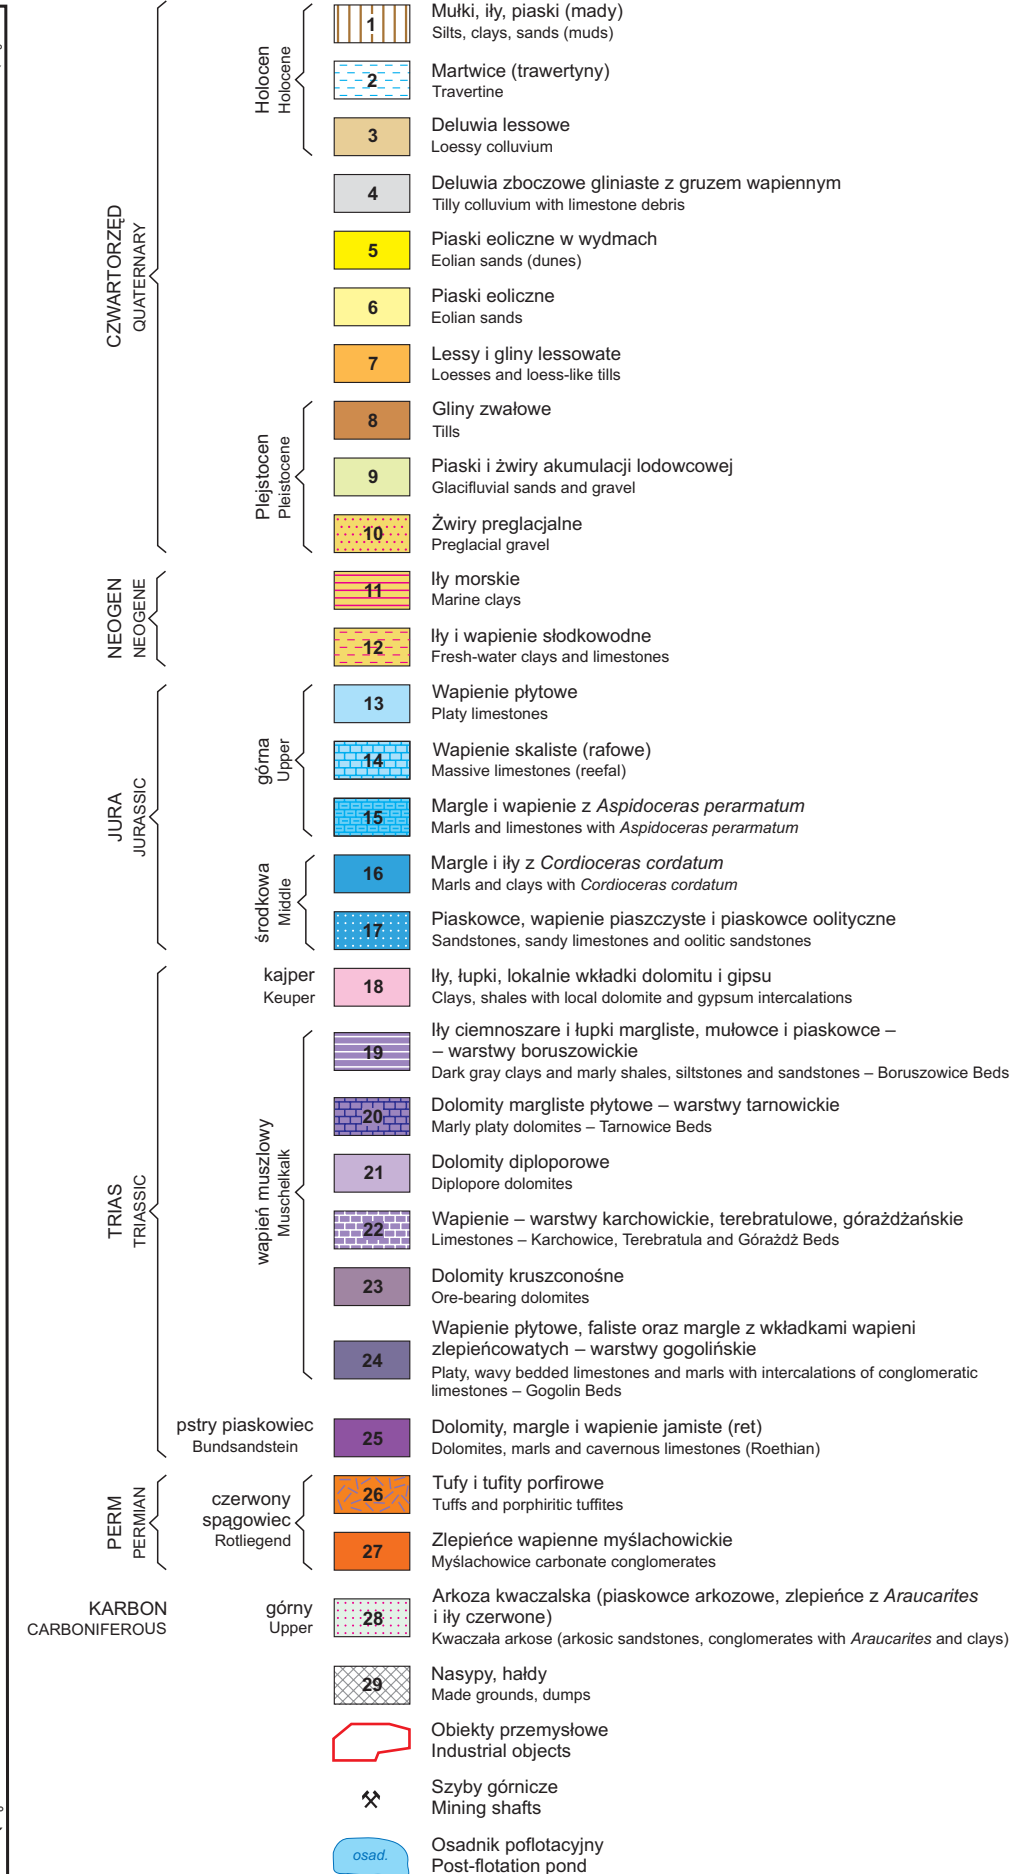 CZWARTORZĘD
QUATERNARY
Holocen
Holocene
1
Mułki, iły, piaski (mady)
Silts, clays, sands (muds)
2
Martwice (trawertyny)
Travertine
3
Deluwia lessowe
Loessy colluvium
4
Deluwia zboczowe gliniaste z gruzem wapiennym
Tilly colluvium with limestone debris
5
Piaski eoliczne w wydmach
Eolian sands (dunes)
6
Piaski eoliczne
Eolian sands
7
Lessy i gliny lessowate
Loesses and loess-like tills
Plejstocen
Pleistocene
8
Gliny zwałowe
Tills
9
Piaski i żwiry akumulacji lodowcowej
Glacifluvial sands and gravel
10
Żwiry preglacjalne
Preglacial gravel
NEOGEN
NEOGENE
11
Iły morskie
Marine clays
12
Iły i wapienie słodkowodne
Fresh-water clays and limestones
JURA
JURASSIC
górna
Upper
13
Wapienie płytowe
Platy limestones
14
Wapienie skaliste (rafowe)
Massive limestones (reefal)
15
Margle i wapienie z Aspidoceras perarmatum
Marls and limestones with Aspidoceras perarmatum
środkowa
Middle
16
Margle i iły z Cordioceras cordatum
Marls and clays with Cordioceras cordatum
17
Piaskowce, wapienie piaszczyste i piaskowce oolityczne
Sandstones, sandy limestones and oolitic sandstones
TRIAS
TRIASSIC
kajper
Keuper
18
Iły, łupki, lokalnie wkładki dolomitu i gipsu
Clays, shales with local dolomite and gypsum intercalations
wapień muszlowy
Muschelkalk
19
Iły ciemnoszare i łupki margliste, mułowce i piaskowce –
– warstwy boruszowickie
Dark gray clays and marly shales, siltstones and sandstones – Boruszowice Beds
20
Dolomity margliste płytowe – warstwy tarnowickie
Marly platy dolomites – Tarnowice Beds
21
Dolomity diploporowe
Diplopore dolomites
22
Wapienie – warstwy karchowickie, terebratulowe, górażdżańskie
Limestones – Karchowice, Terebratula and Górażdż Beds
23
Dolomity kruszconośne
Ore-bearing dolomites
24
Wapienie płytowe, faliste oraz margle z wkładkami wapieni
zlepieńcowatych – warstwy gogolińskie
Platy, wavy bedded limestones and marls with intercalations of conglomeratic
limestones – Gogolin Beds
pstry piaskowiec
Bundsandstein
25
Dolomity, margle i wapienie jamiste (ret)
Dolomites, marls and cavernous limestones (Roethian)
PERM
PERMIAN
czerwony
spągowiec
Rotliegend
26
Tufy i tufity porfirowe
Tuffs and porphiritic tuffites
27
Zlepieńce wapienne myślachowickie
Myślachowice carbonate conglomerates
KARBON
CARBONIFEROUS
górny
Upper
28
Arkoza kwaczalska (piaskowce arkozowe, zlepieńce z Araucarites
i iły czerwone)
Kwaczała arkose (arkosic sandstones, conglomerates with Araucarites and clays)
29
Nasypy, hałdy
Made grounds, dumps
Obiekty przemysłowe
Industrial objects
Szyby górnicze
Mining shafts
osad.
Osadnik poflotacyjny
Post-flotation pond